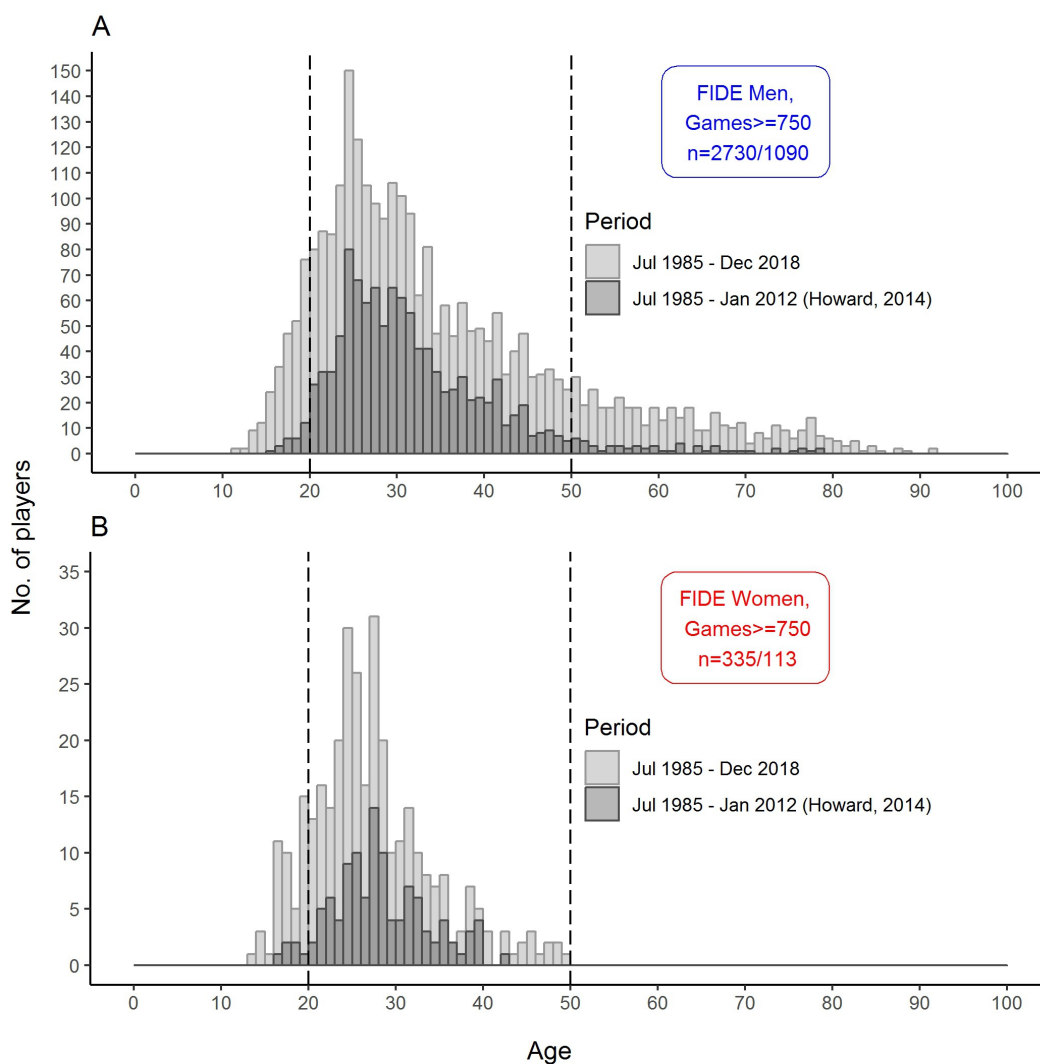 A
150
140
130
120
110
100
90
80
70
60
50
40
30
20
10
0
FIDE Men,
Games>=750
n=2730/1090
Period
Jul 1985 - Dec 2018
Jul 1985 - Jan 2012 (Howard, 2014)
0 10 20 30 40 50 60 70 80 90 100
No. of players
B
35
30
25
20
15
10
5
0
FIDE Women,
Games>=750
n=335/113
Period
Jul 1985 - Dec 2018
Jul 1985 - Jan 2012 (Howard, 2014)
0 10 20 30 40 50 60 70 80 90 100
Age